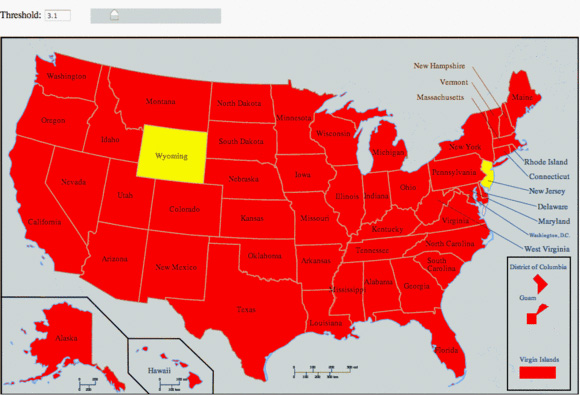 Threshold: 3.1
New Hampshire
Vermont
Massachusetts
Washington
Montana
North Dakota
Minnesota
Maine
Oregon
Idaho
Wyoming
South Dakota
Wisconsin
Michigan
New York
Rhode Island
Connecticut
New Jersey
Delaware
Maryland
Washington, D.C.
West Virginia
Nevada
Utah
Colorado
Nebraska
Iowa
Illinois
Indiana
Ohio
Pennsylvania
California
Kansas
Missouri
Kentucky
Virginia
Arizona
New Mexico
Oklahoma
Arkansas
Tennessee
North Carolina
South
Carolina
Texas
Louisiana
Mississippi
Alabama
Georgia
Florida
Alaska
Hawaii
District of Columbia
Guam
Virgin Islands